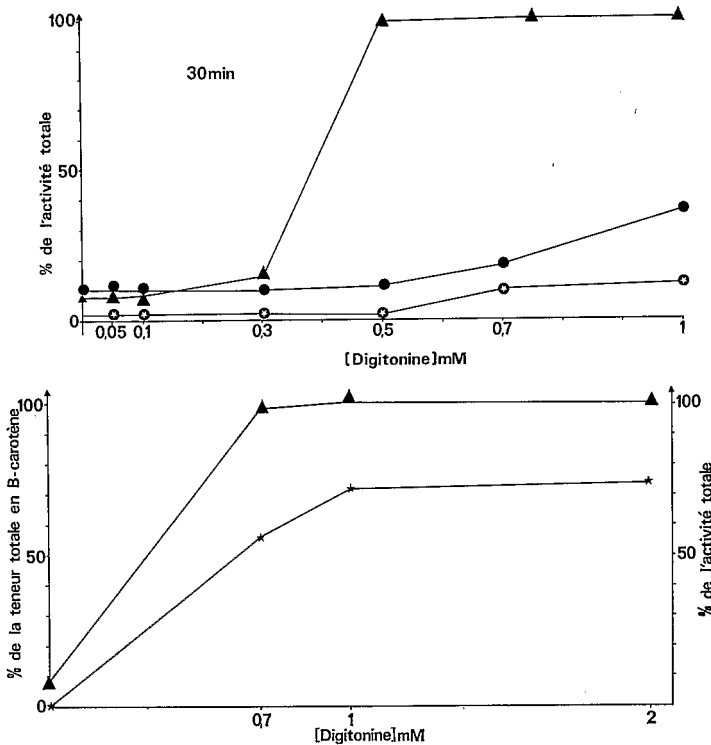 100
50
0
% de l'activité totale
30min
0,05 0,1 0,3 0,5 0,7 1
[Digitonine]mM
100
50
0
% de la teneur totale en B-carotène
100
50
% de l'activité totale
0,7 1 2
[Digitonine]mM